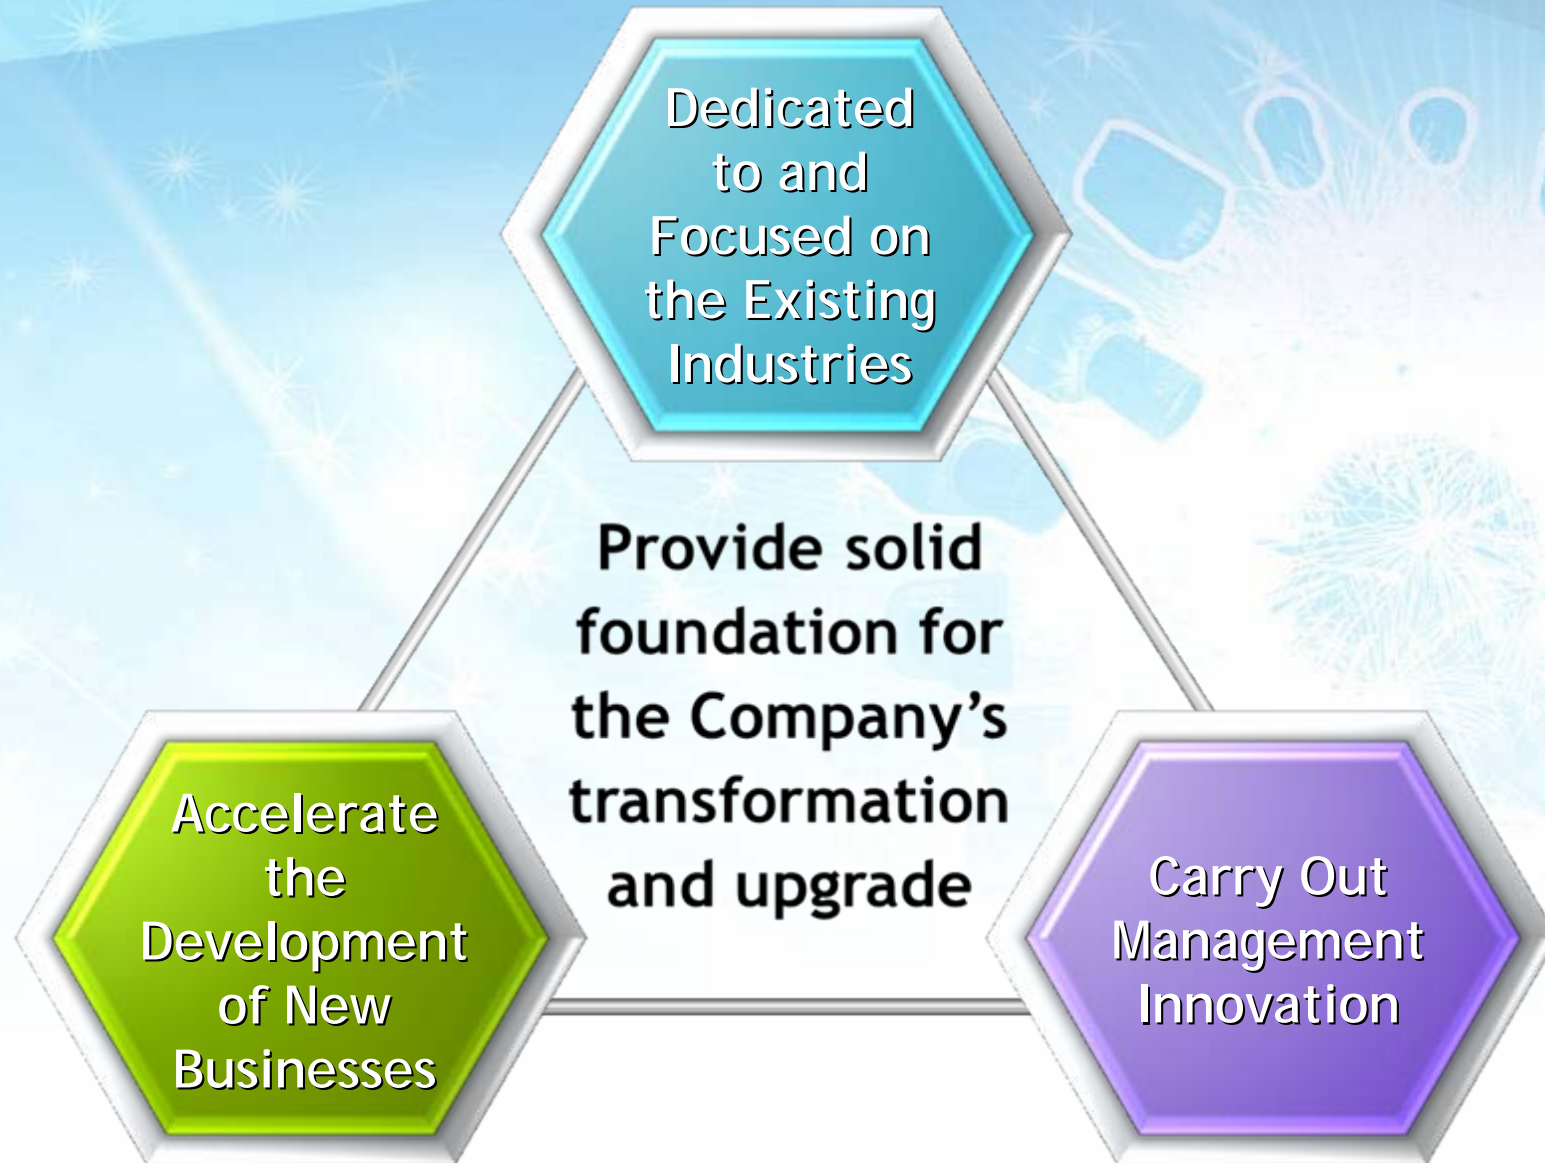 Dedicated
to and
Focused on
the Existing
Industries
Provide solid
foundation for
the Company’s
transformation
and upgrade
Accelerate
the
Development
of New
Businesses
Carry Out
Management
Innovation